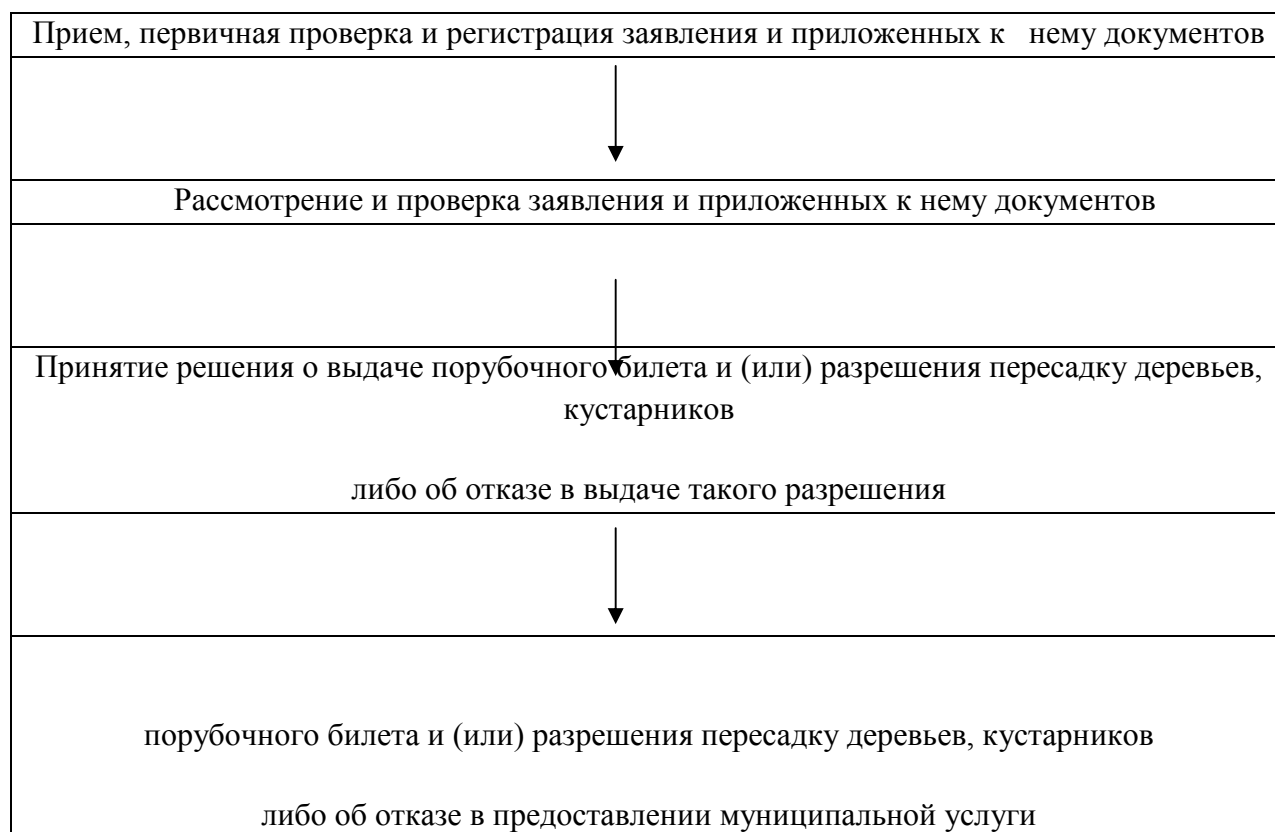 Прием, первичная проверка и регистрация заявления и приложенных к нему документов
Рассмотрение и проверка заявления и приложенных к нему документов
Принятие решения о выдаче порубочного билета и (или) разрешения пересадку деревьев,
кустарников
либо об отказе в выдаче такого разрешения
порубочного билета и (или) разрешения пересадку деревьев, кустарников
либо об отказе в предоставлении муниципальной услуги